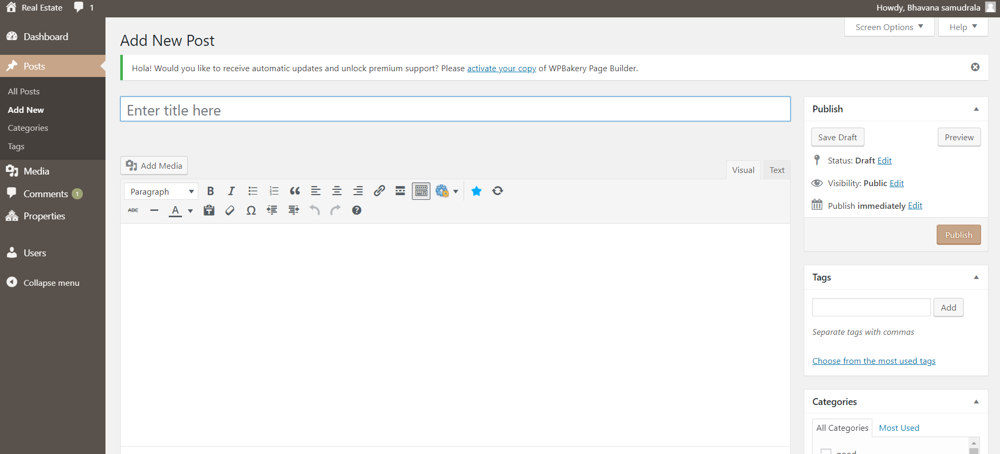 Real Estate 1
Howdy, Bhavana samudrala
Dashboard
Posts
All Posts
Add New
Categories
Tags
Media
Comments 1
Properties
Users
Collapse menu
Screen Options
Help
Add New Post
Hola! Would you like to receive automatic updates and unlock premium support? Please activate your copy of WPBakery Page Builder.
Enter title here
Add Media
Visual
Text
Paragraph
B I
ABC A Ω
Publish
Save Draft
Preview
Status: Draft Edit
Visibility: Public Edit
Publish immediately Edit
Publish
Tags
Add
Separate tags with commas
Choose from the most used tags
Categories
All Categories
Most Used
good